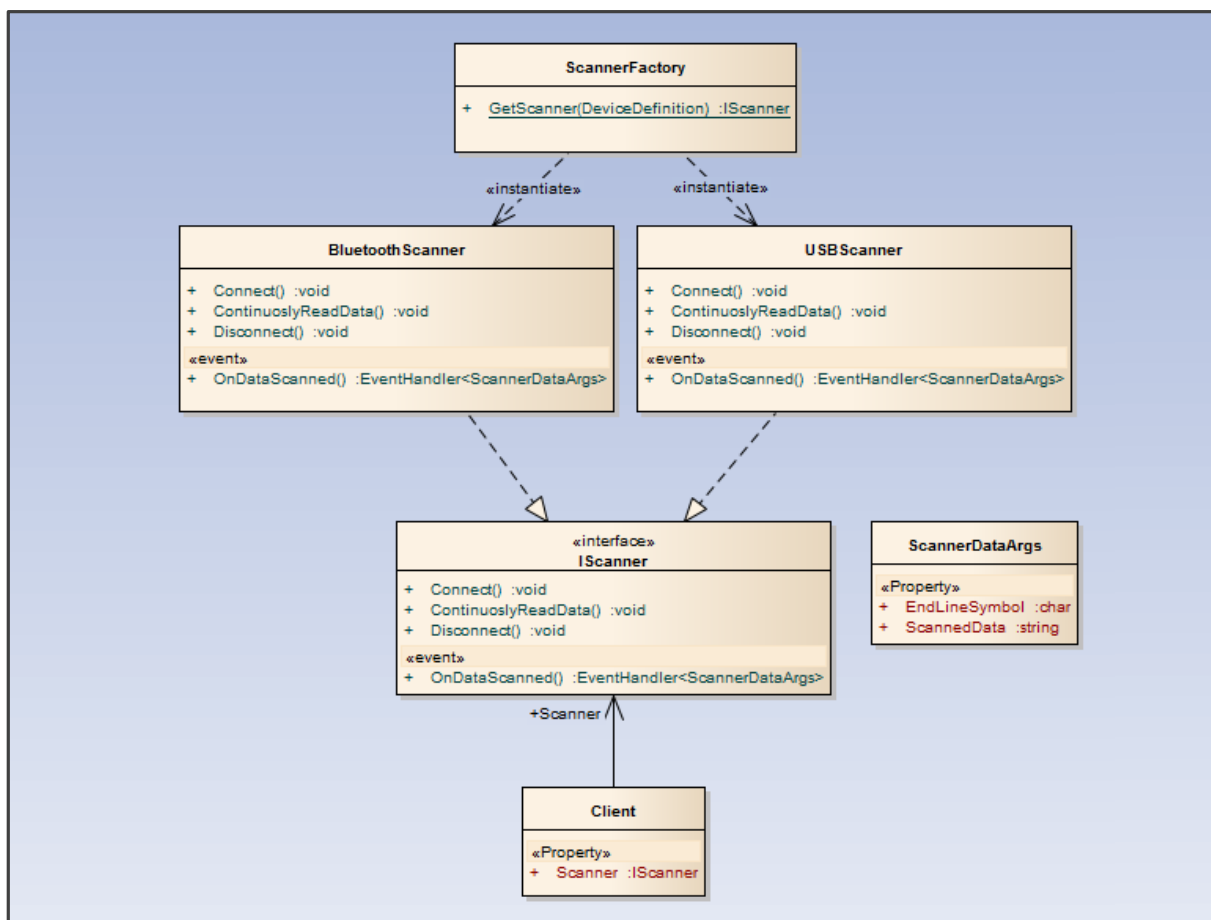 ScannerFactory
+ GetScanner(DeviceDefinition) :IScanner
«instantiate»
«instantiate»
BluetoothScanner
+ Connect() :void
+ ContinuoslyReadData() :void
+ Disconnect() :void
«event»
+ OnDataScanned() :EventHandler<ScannerDataArgs>
USBScanner
+ Connect() :void
+ ContinuoslyReadData() :void
+ Disconnect() :void
«event»
+ OnDataScanned() :EventHandler<ScannerDataArgs>
«interface»
IScanner
+ Connect() :void
+ ContinuoslyReadData() :void
+ Disconnect() :void
«event»
+ OnDataScanned() :EventHandler<ScannerDataArgs>
ScannerDataArgs
«Property»
+ EndLineSymbol :char
+ ScannedData :string
+Scanner
Client
«Property»
+ Scanner :IScanner